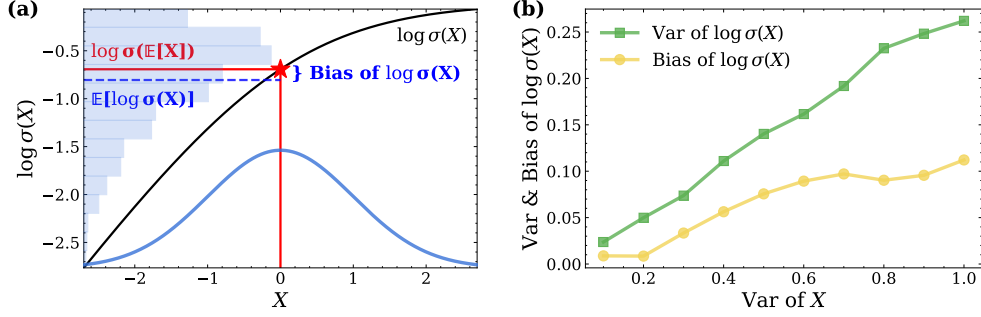 (a)
log σ(X)
−0.5
−1.0
−1.5
−2.0
−2.5
−2
−1
0
1
2
X
log σ(𝔼[X])
𝔼[log σ(X)]
} Bias of log σ(X)
log σ(X)
(b)
Var & Bias of log σ(X)
0.25
0.20
0.15
0.10
0.05
0.00
0.2
0.4
0.6
0.8
1.0
Var of X
Var of log σ(X)
Bias of log σ(X)